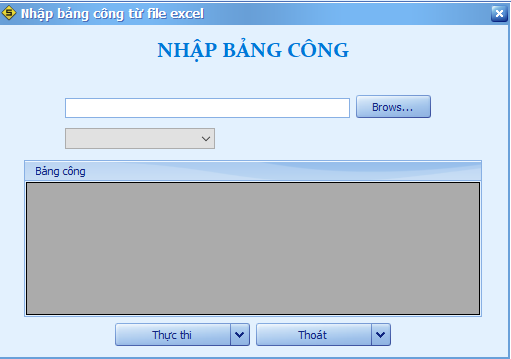 Nhập bảng công từ file excel
NHẬP BẢNG CÔNG
Brows...
Bảng công
Thực thi
Thoát